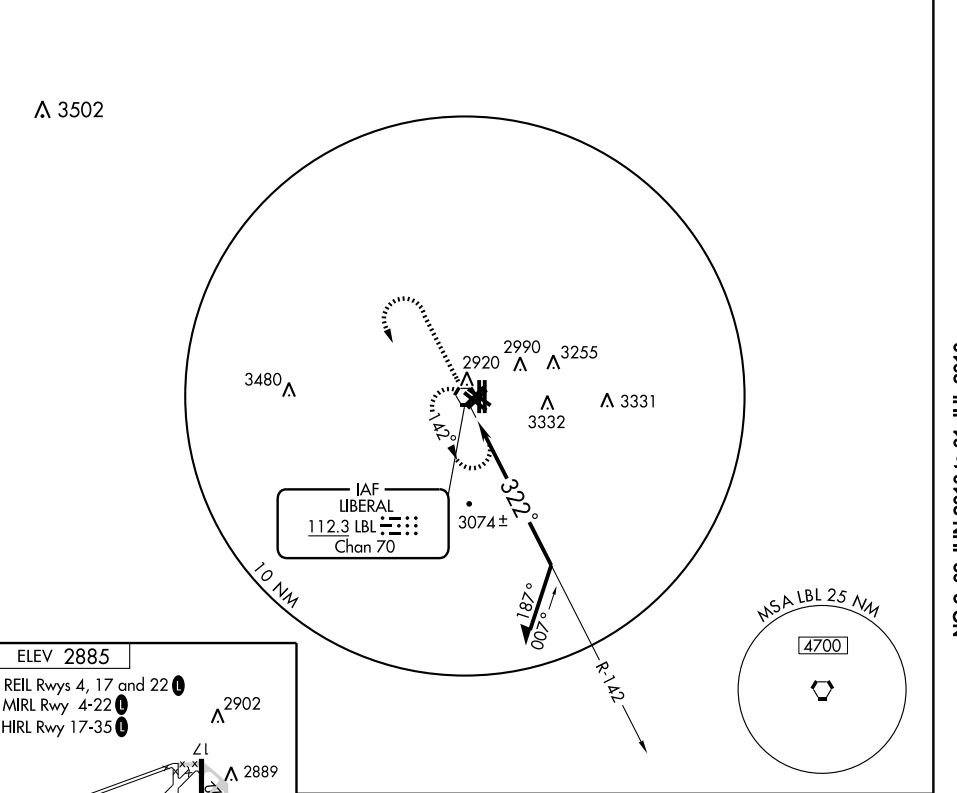 3502
2990
3255
2920
3480
3331
3332
142°
IAF
LIBERAL
112.3 LBL
Chan 70
322°
3074±
10 NM
187°
007°
R-142
MSA LBL 25 NM
4700
ELEV 2885
REIL Rwys 4, 17 and 22 L
MIRL Rwy 4-22 L
HIRL Rwy 17-35 L
2902
17
2889
22